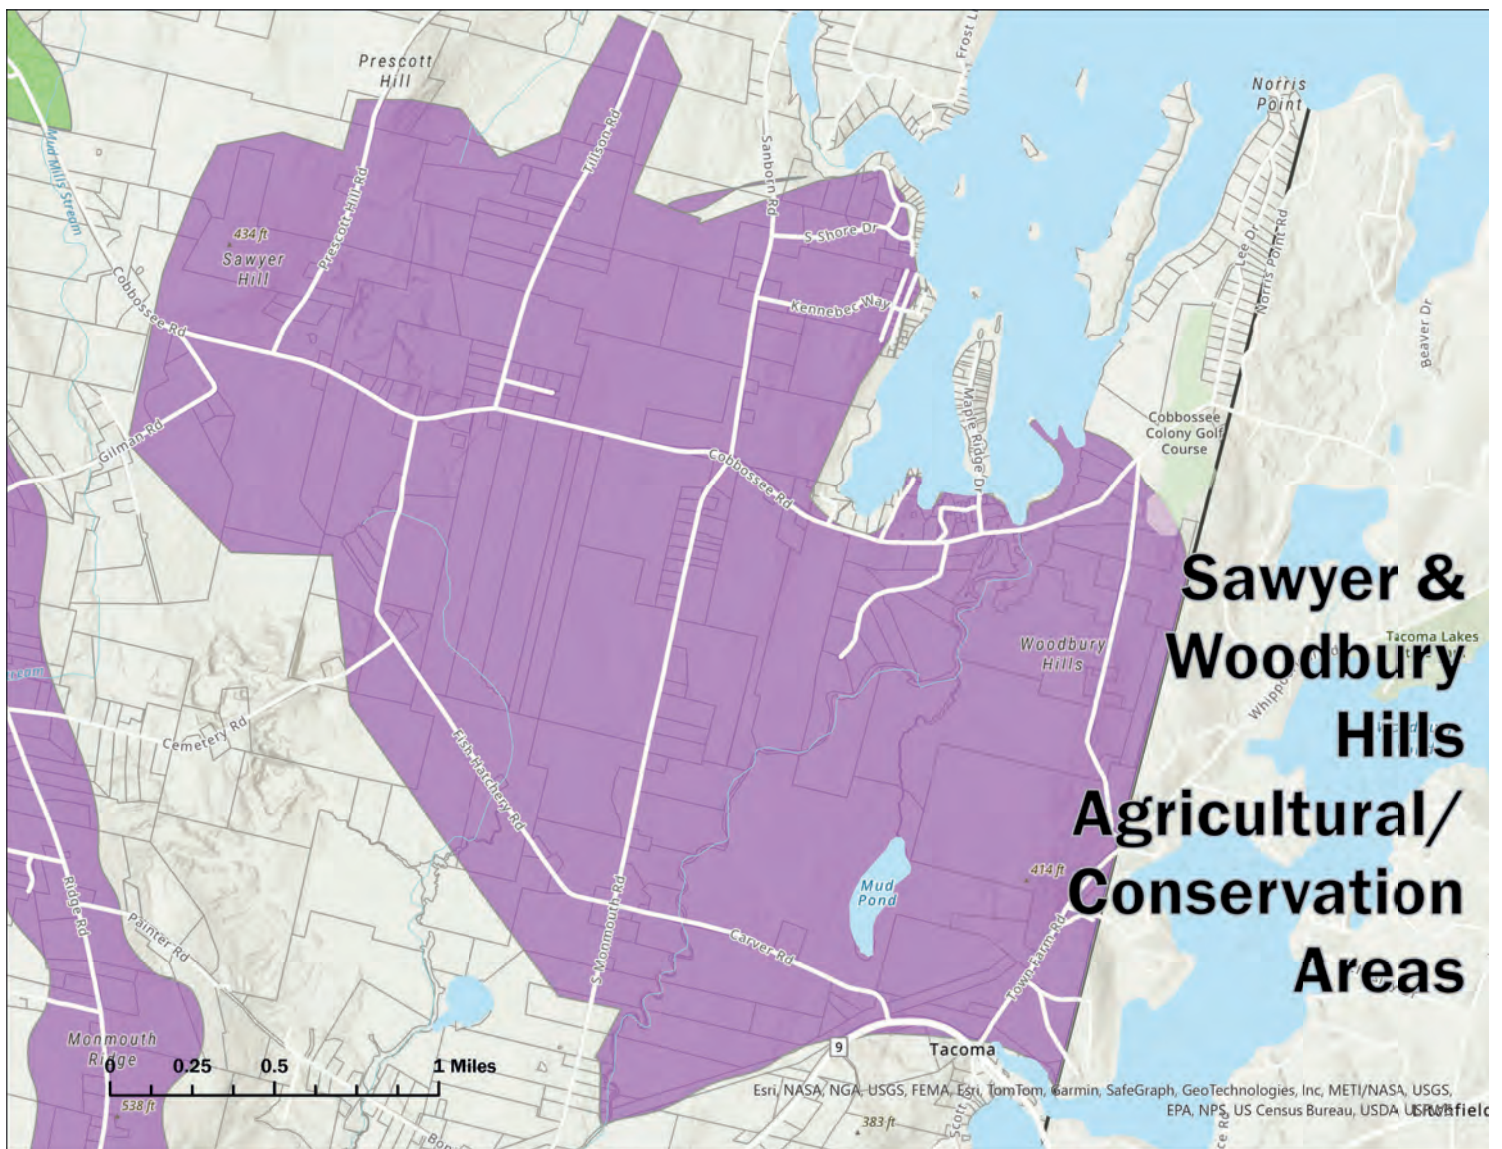 Prescott
Hill
Frost L
Norris
Point
Mud Mills Stream
Tillson Rd
Sanborn Rd
Prescott Hill Rd
S Shore Dr
Lee Dr
Norris Point Rd
434 ft
Sawyer
Hill
Kennebec Way
Beaver Dr
Cobbossee Rd
Maple Ridge Dr
Cobbossee
Colony Golf
Course
Gilman Rd
Cobbossee Rd
Sawyer &
Woodbury
Hills
Agricultural/
Conservation
Areas
Woodbury
Hills
Tacoma Lakes
Cemetery Rd
Fish Hatchery Rd
414 ft
Mud
Pond
Ridge Rd
Painter Rd
S Monmouth Rd
Carver Rd
Town Farm Rd
Monmouth
Ridge
0 0.25 0.5 1 Miles
538 ft
9
Tacoma
Esri, NASA, NGA, USGS, FEMA, Esri, TomTom, Garmin, SafeGraph, GeoTechnologies, Inc, METI/NASA, USGS,
EPA, NPS, US Census Bureau, USDA
383 ft